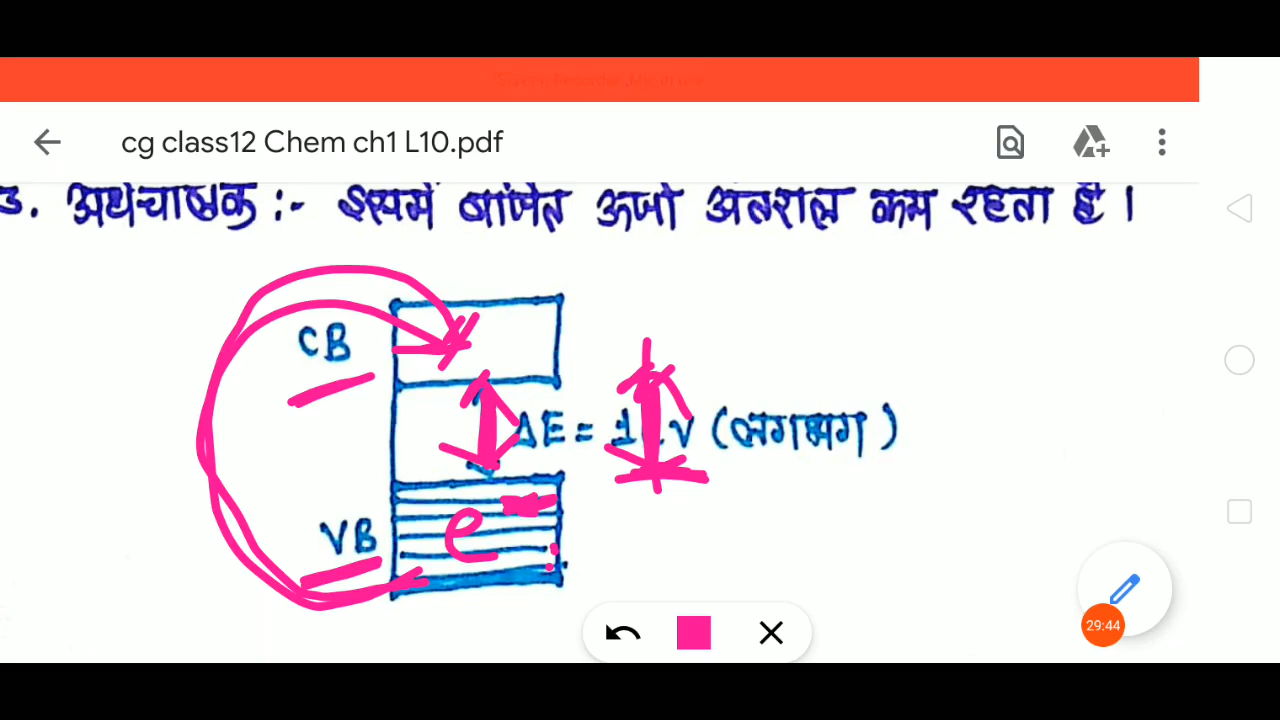 cg class12 Chem ch1 L10.pdf
3. अर्धचालक :- इसमें वर्जित ऊर्जा अंतराल कम रहता है।
CB
ΔE = 1 eV (लगभग)
e⁻
VB
29:44